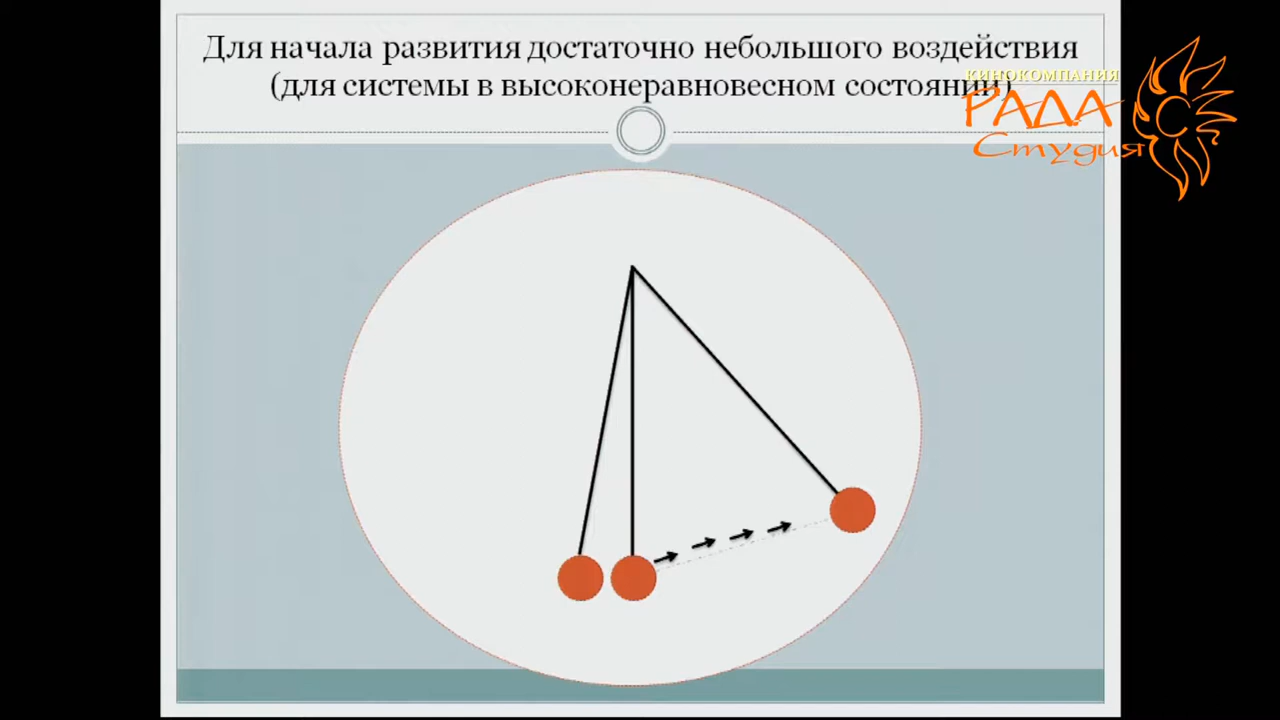 Для начала развития достаточно небольшого воздействия
(для системы в высоконеравновесном состоянии)
КИНОКОМПАНИЯ
РАДА
Студия